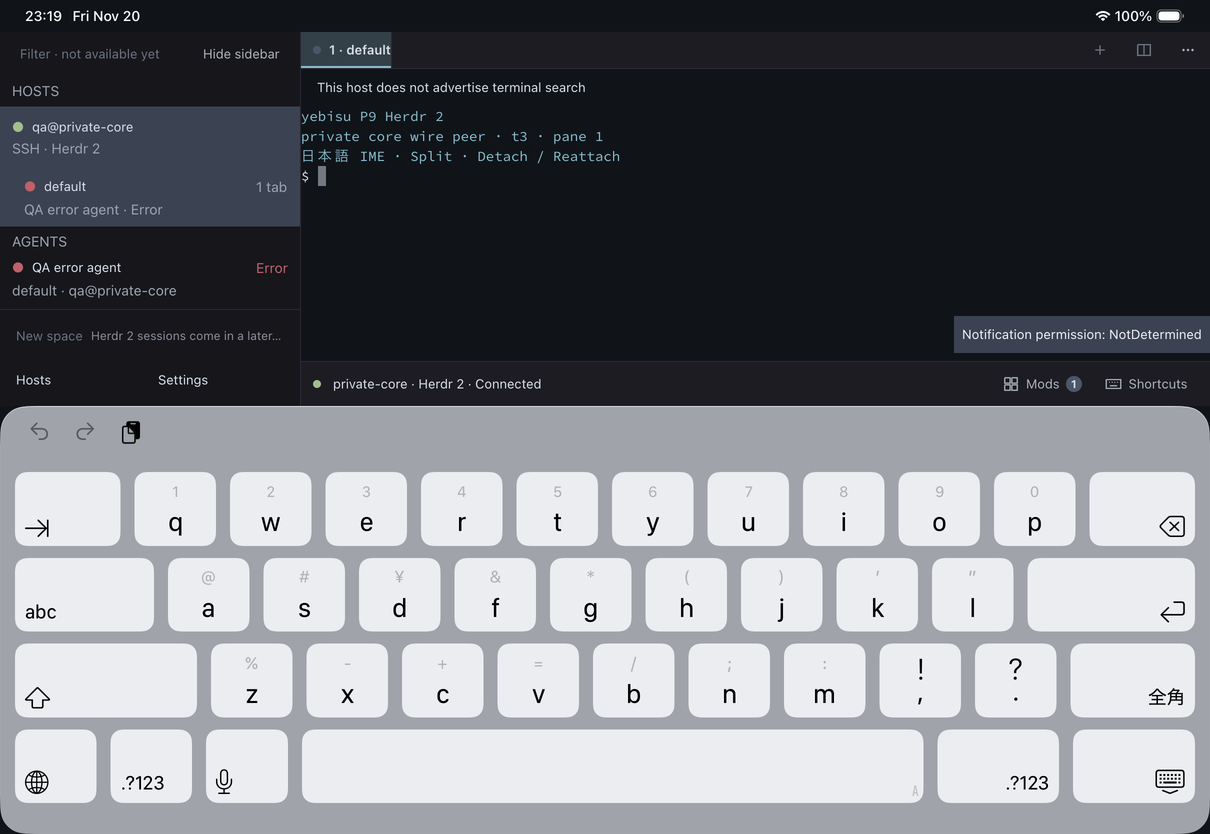 23:19 Fri Nov 20 100%
Filter · not available yet Hide sidebar
1 · default
HOSTS
This host does not advertise terminal search
qa@private-core
SSH · Herdr 2
default 1 tab
QA error agent · Error
AGENTS
QA error agent Error
default · qa@private-core
New space Herdr 2 sessions come in a later...
Hosts Settings
yebisu P9 Herdr 2
private core wire peer · t3 · pane 1
日本語 IME · Split · Detach / Reattach
$
Notification permission: NotDetermined
private-core · Herdr 2 · Connected Mods 1 Shortcuts
1 2 3 4 5 6 7 8 9 0
q w e r t y u i o p
@ # ¥ & * ( ) ' "
abc a s d f g h j k l
% - + = / ; : ! ?
z x c v b n m , . 全角
.?123 A .?123